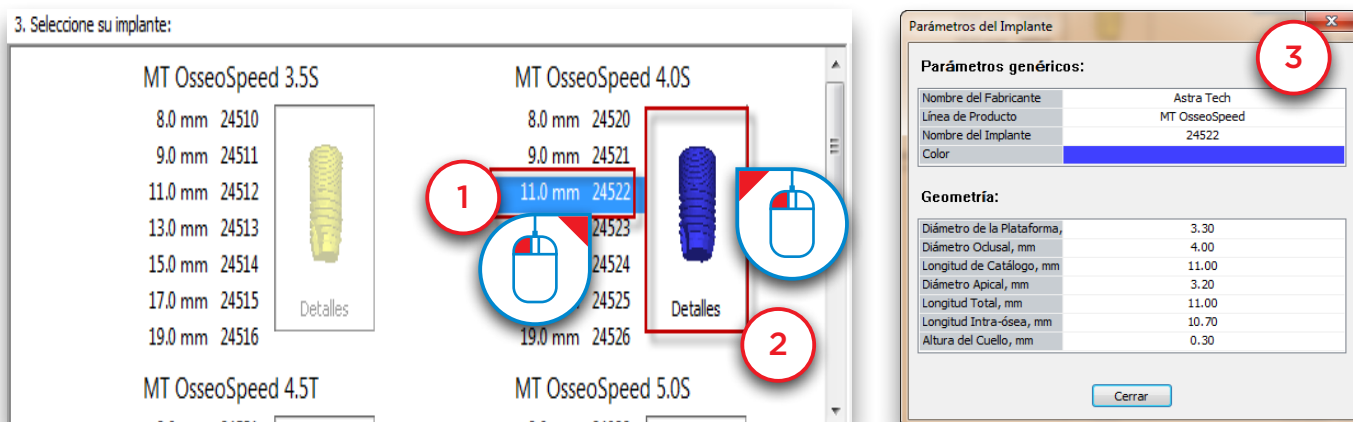 3. Seleccione su implante:
MT OsseoSpeed 3.5S
8.0 mm 24510
9.0 mm 24511
11.0 mm 24512
13.0 mm 24513
15.0 mm 24514
17.0 mm 24515
19.0 mm 24516
Detalles
MT OsseoSpeed 4.0S
8.0 mm 24520
9.0 mm 24521
11.0 mm 24522
24523
24524
24525
19.0 mm 24526
Detalles
1
2
MT OsseoSpeed 4.5T
MT OsseoSpeed 5.0S
Parámetros del Implante
3
Parámetros genéricos:
Nombre del Fabricante Astra Tech
Línea de Producto MT OsseoSpeed
Nombre del Implante 24522
Color
Geometría:
Diámetro de la Plataforma, 3.30
Diámetro Oclusal, mm 4.00
Longitud de Catálogo, mm 11.00
Diámetro Apical, mm 3.20
Longitud Total, mm 11.00
Longitud Intra-ósea, mm 10.70
Altura del Cuello, mm 0.30
Cerrar